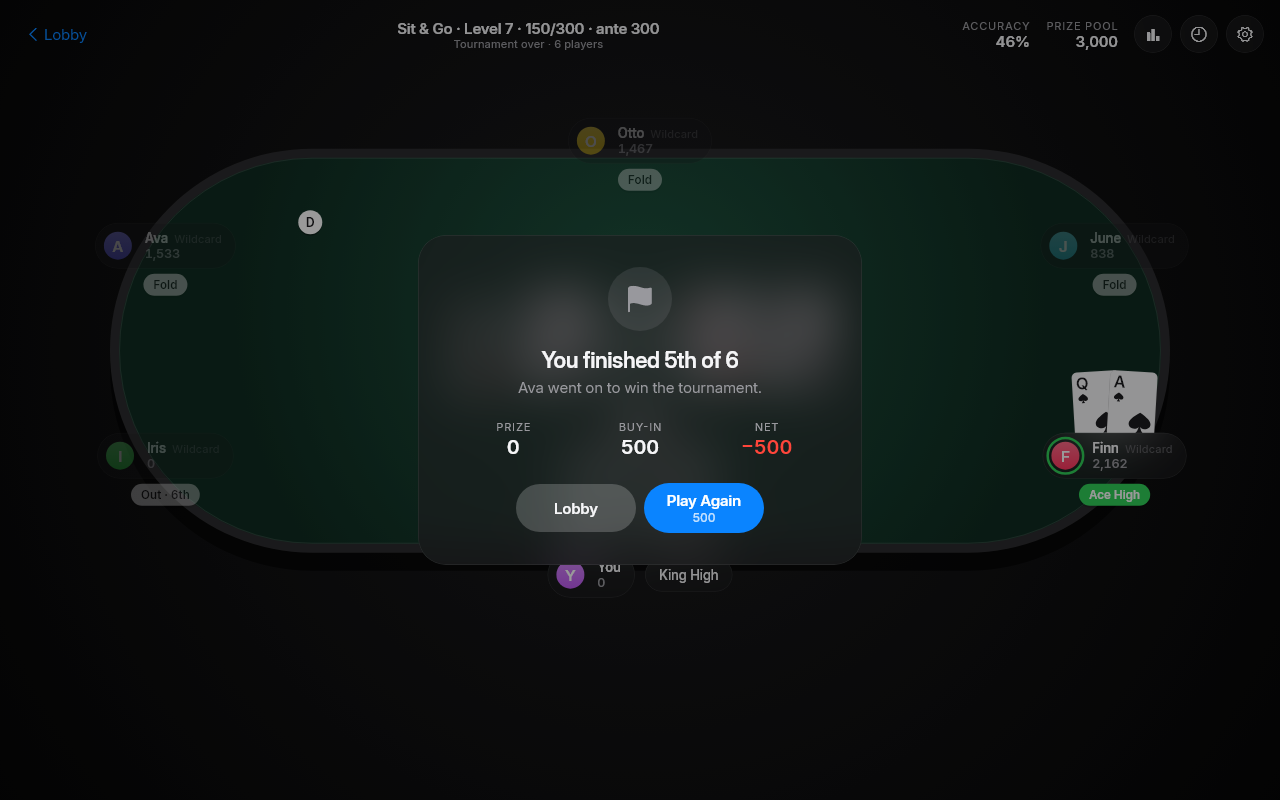 Lobby
Sit & Go · Level 7 · 150/300 · ante 300
Tournament over · 6 players
ACCURACY
46%
PRIZE POOL
3,000
O
Otto Wildcard
1,467
Fold
D
A
Ava Wildcard
1,533
Fold
J
June Wildcard
838
Fold
You finished 5th of 6
Ava went on to win the tournament.
PRIZE
0
BUY-IN
500
NET
−500
Lobby
Play Again
500
I
Iris Wildcard
0
Out · 6th
Q
A
F
Finn Wildcard
2,162
Ace High
Y
You
0
King High